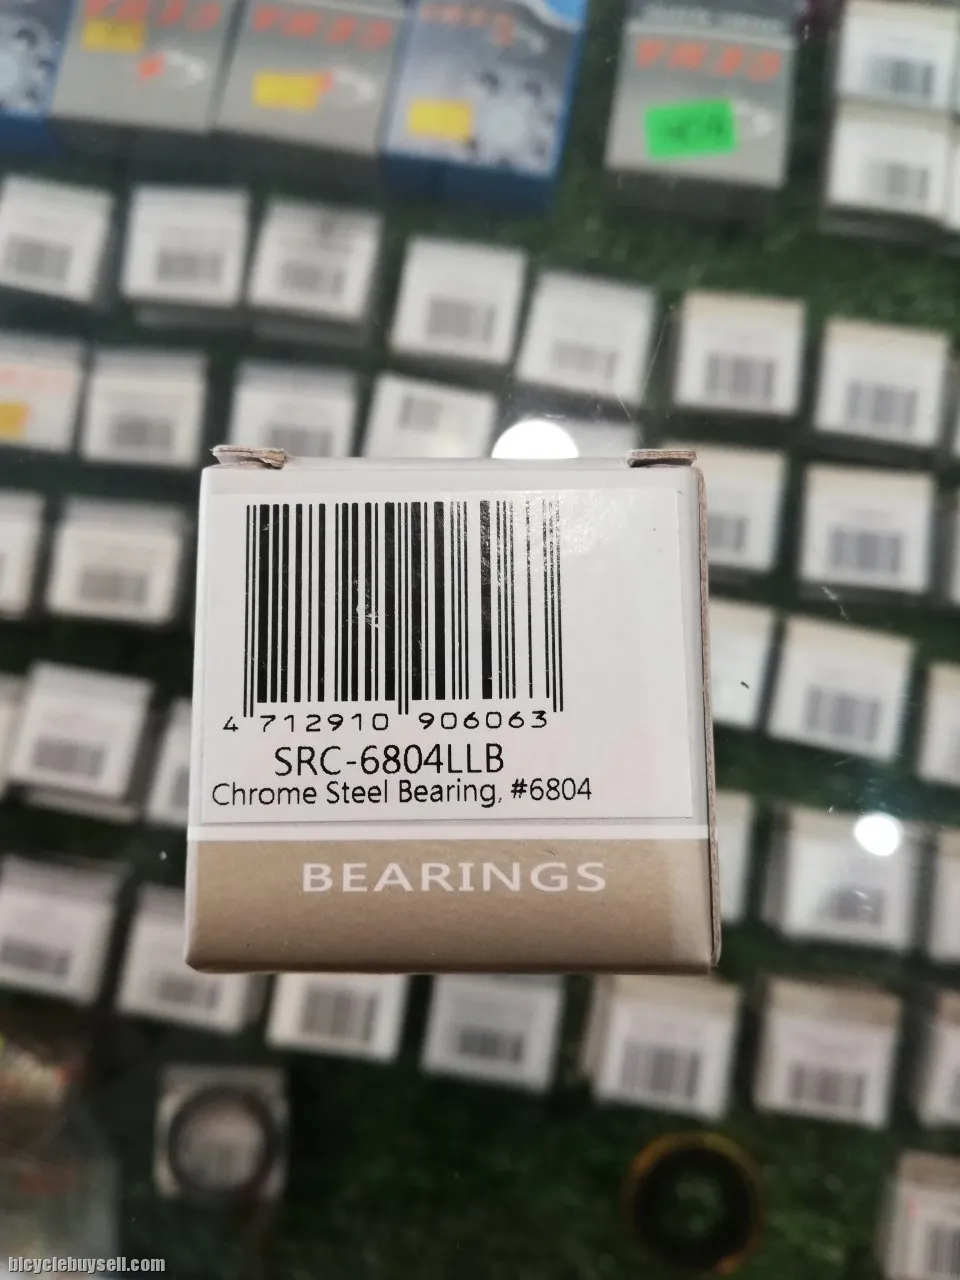 4 712910 906063
SRC-6804LLB
Chrome Steel Bearing, #6804
BEARINGS
bicyclebuysell.com